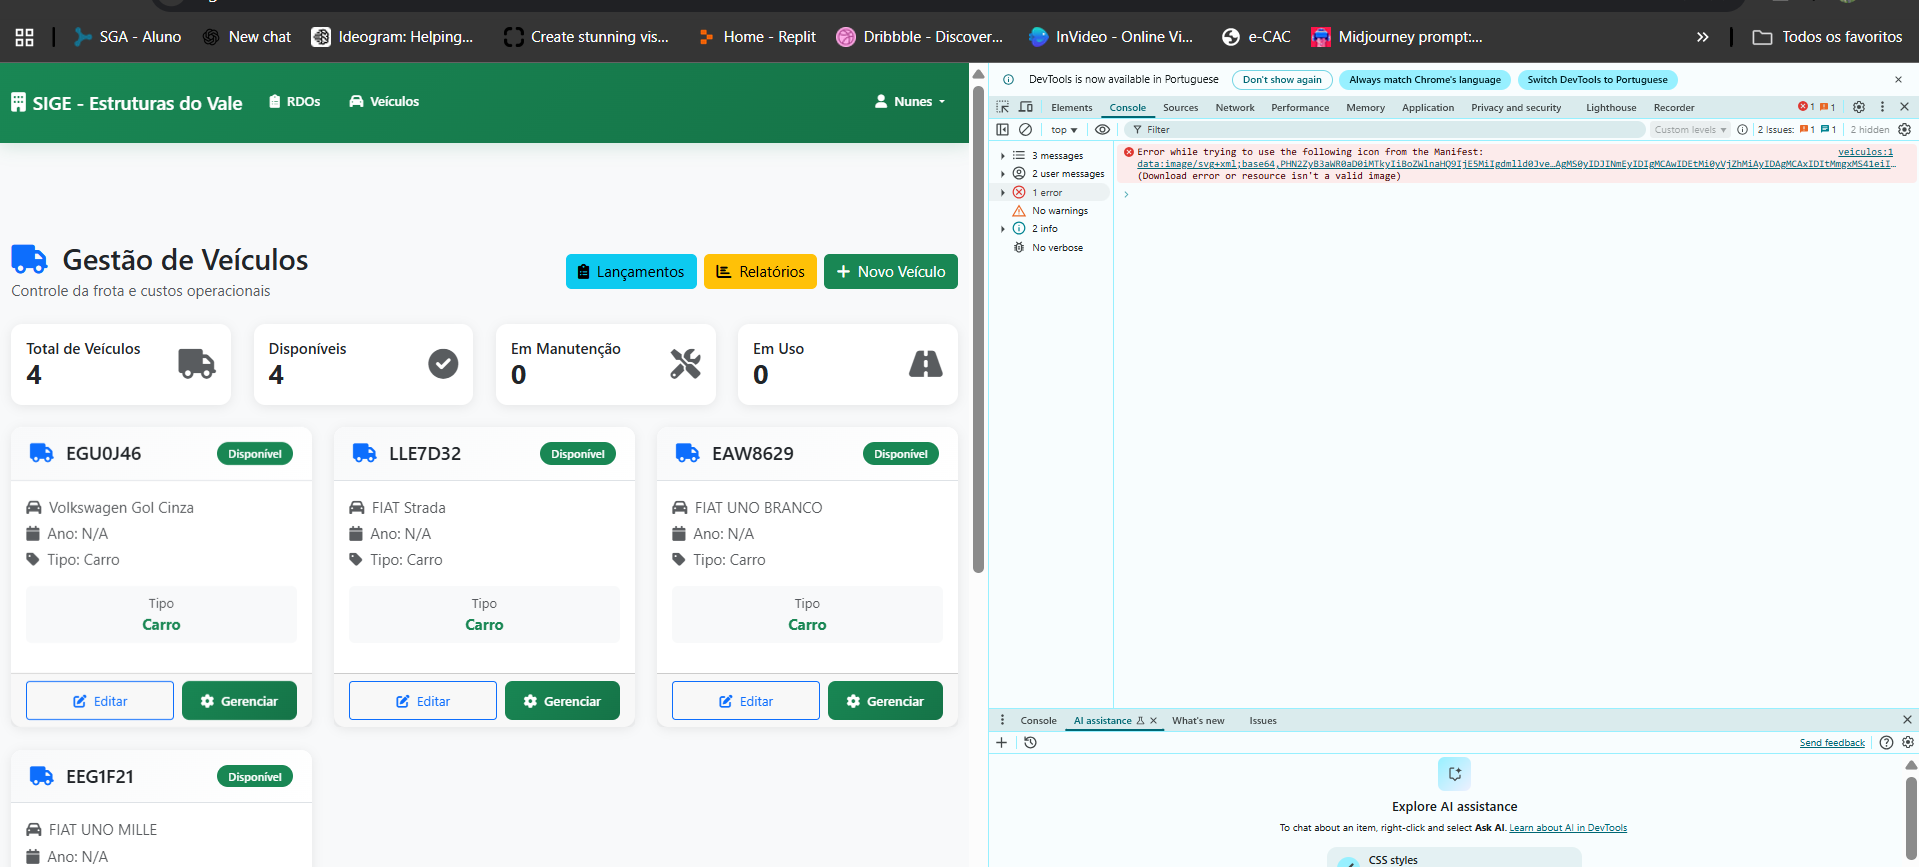 SGA - Aluno
New chat
Ideogram: Helping...
Create stunning vis...
Home - Replit
Dribbble - Discover...
InVideo - Online Vi...
e-CAC
Midjourney prompt:...
Todos os favoritos
SIGE - Estruturas do Vale
RDOs
Veículos
Nunes
Gestão de Veículos
Controle da frota e custos operacionais
Lançamentos
Relatórios
Novo Veículo
Total de Veículos
4
Disponíveis
4
Em Manutenção
0
Em Uso
0
EGU0J46
Disponível
Volkswagen Gol Cinza
Ano: N/A
Tipo: Carro
Tipo
Carro
Editar
Gerenciar
LLE7D32
Disponível
FIAT Strada
Ano: N/A
Tipo: Carro
Tipo
Carro
Editar
Gerenciar
EAW8629
Disponível
FIAT UNO BRANCO
Ano: N/A
Tipo: Carro
Tipo
Carro
Editar
Gerenciar
EEG1F21
Disponível
FIAT UNO MILLE
Ano: N/A
DevTools is now available in Portuguese
Don't show again
Always match Chrome's language
Switch DevTools to Portuguese
Elements
Console
Sources
Network
Performance
Memory
Application
Privacy and security
Lighthouse
Recorder
1
1
top
Filter
Custom levels
2 Issues:
1
1
2 hidden
3 messages
2 user messages
1 error
No warnings
2 info
No verbose
Error while trying to use the following icon from the Manifest:
veiculos:1
(Download error or resource isn't a valid image)
Console
AI assistance
What's new
Issues
Send feedback
Explore AI assistance
To chat about an item, right-click and select Ask AI. Learn about AI in DevTools
CSS styles